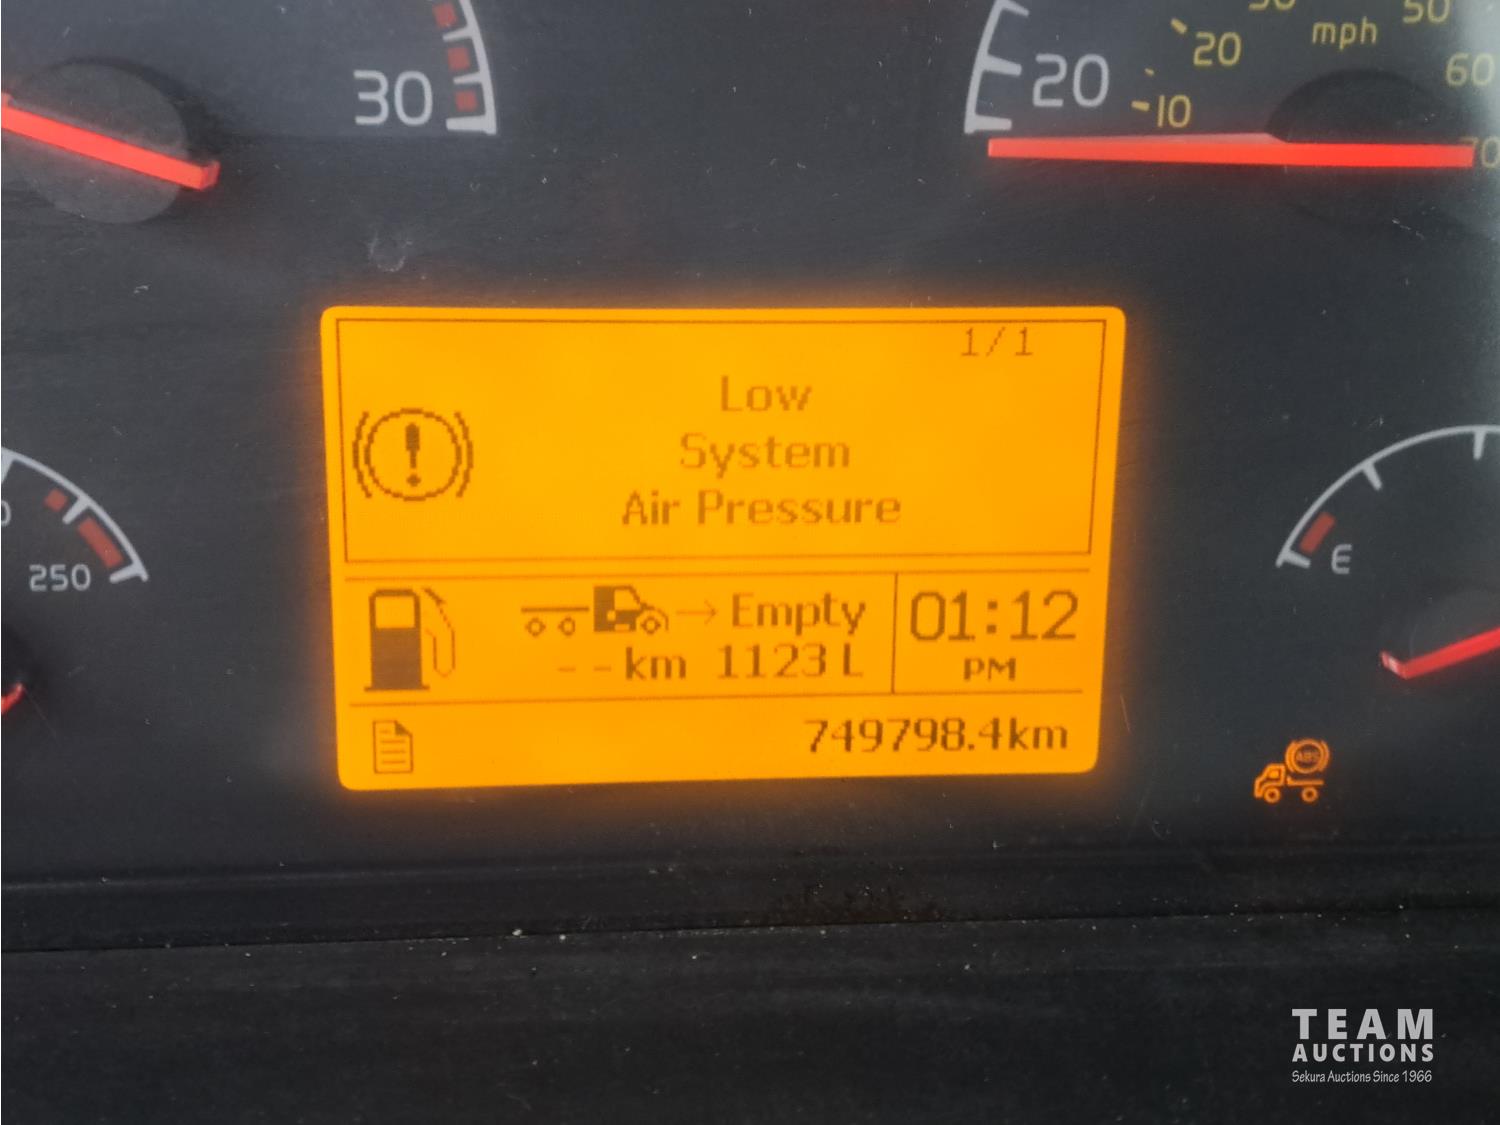 30
20
mph
50
20
60
10
70
1/1
Low
System
Air Pressure
250
E
Empty
01:12
--km 1123 L
PM
749798.4km
ABS
TEAM
AUCTIONS
Sekura Auctions Since 1966